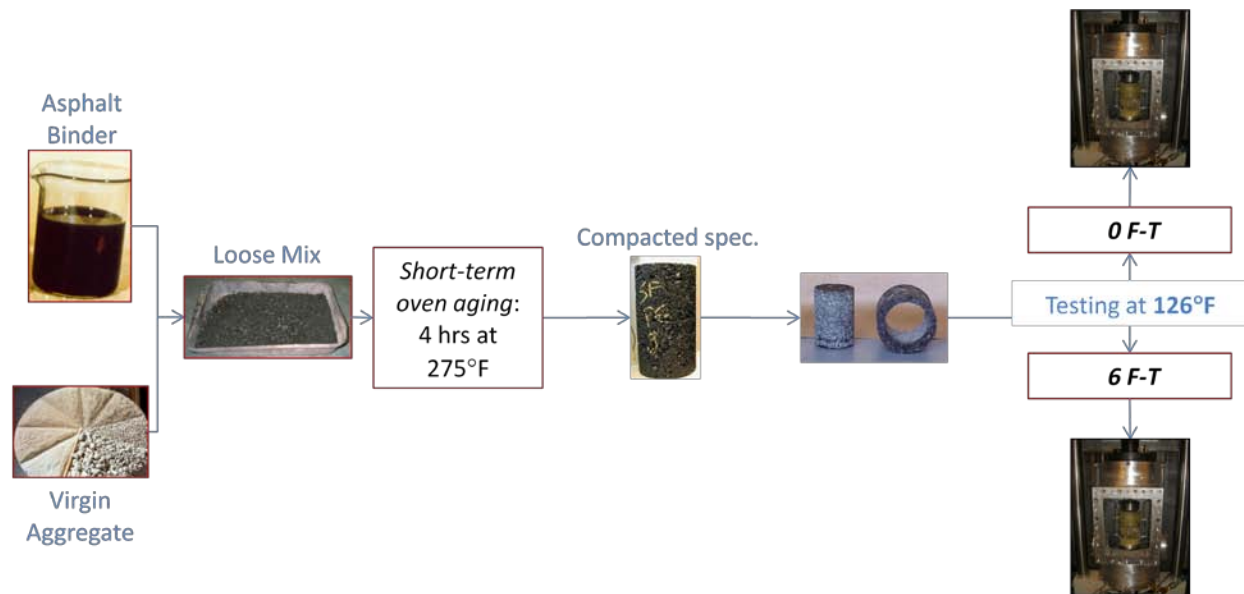 Asphalt
Binder
Loose Mix
Short-term
oven aging:
4 hrs at
275°F
Compacted spec.
SF
0 F-T
Testing at 126°F
6 F-T
Virgin
Aggregate